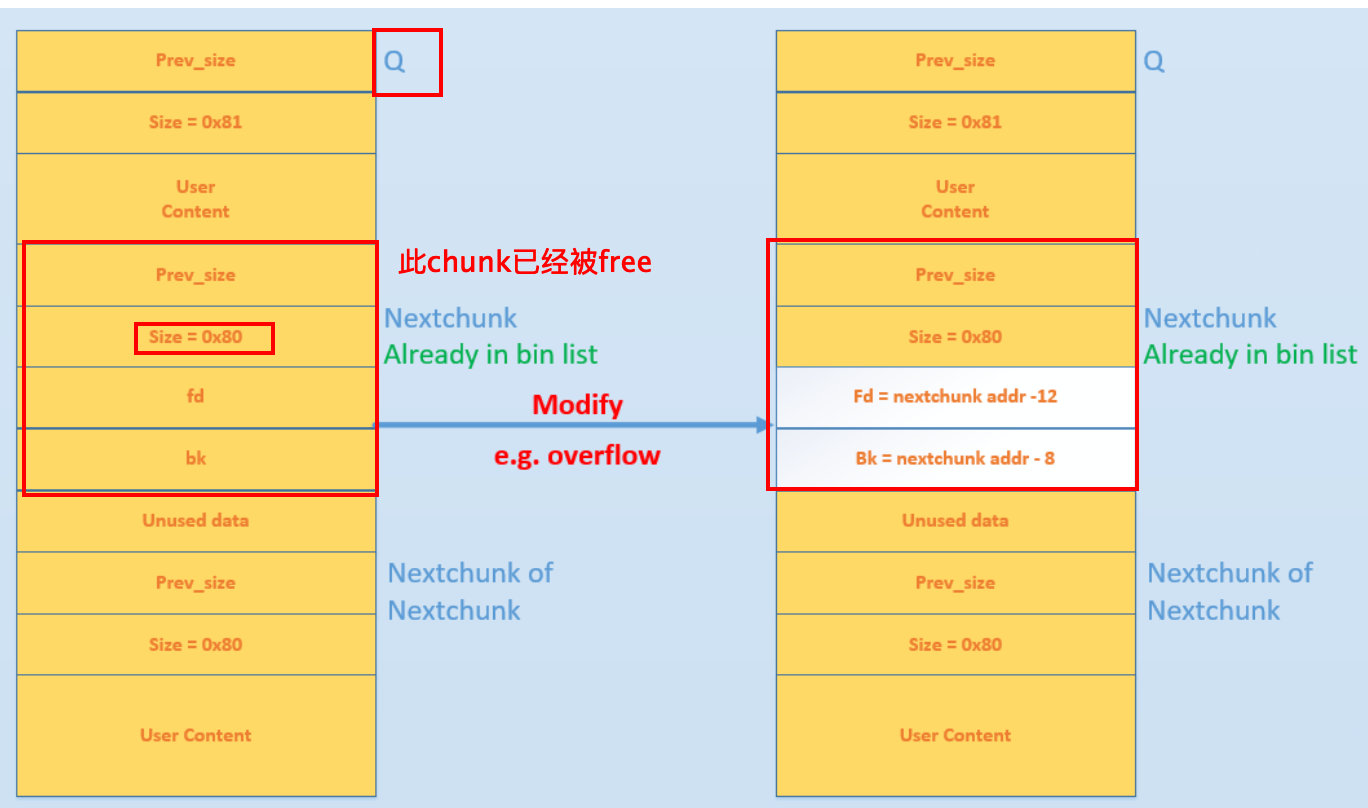 Prev_size
Q
Size = 0x81
User
Content
此chunk已经被free
Prev_size
Size = 0x80
Nextchunk
Already in bin list
fd
bk
Modify
e.g. overflow
Unused data
Prev_size
Nextchunk of
Nextchunk
Size = 0x80
User Content
Prev_size
Q
Size = 0x81
User
Content
Prev_size
Size = 0x80
Nextchunk
Already in bin list
Fd = nextchunk addr -12
Bk = nextchunk addr - 8
Unused data
Prev_size
Nextchunk of
Nextchunk
Size = 0x80
User Content